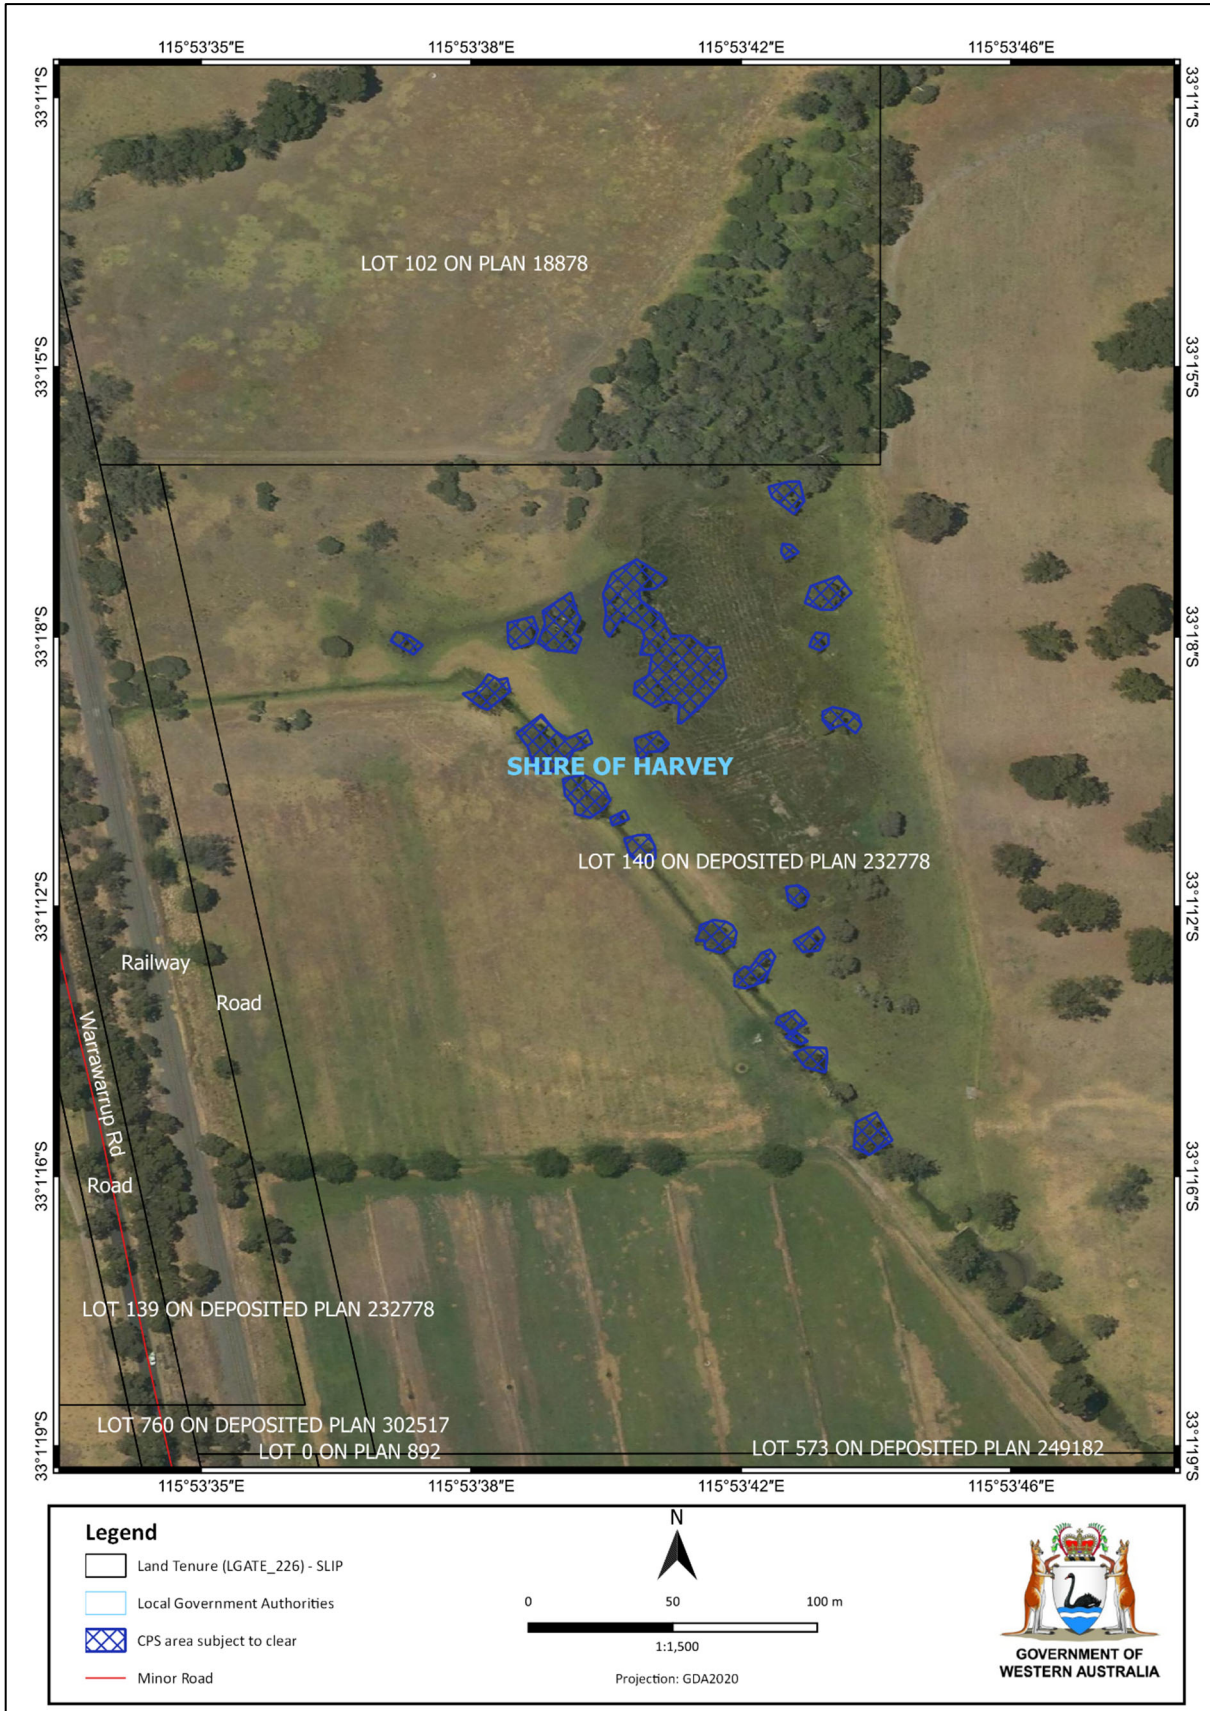 115°53'35"E
115°53'38"E
115°53'42"E
115°53'46"E
33°1'1"S
33°1'1"S
LOT 102 ON PLAN 18878
33°1'5"S
33°1'5"S
33°1'8"S
33°1'8"S
SHIRE OF HARVEY
LOT 140 ON DEPOSITED PLAN 232778
33°1'12"S
33°1'12"S
Railway
Road
Warrawarrup Rd
Road
33°1'16"S
33°1'16"S
LOT 139 ON DEPOSITED PLAN 232778
LOT 760 ON DEPOSITED PLAN 302517
LOT 0 ON PLAN 892
LOT 573 ON DEPOSITED PLAN 249182
33°1'19"S
33°1'19"S
115°53'35"E
115°53'38"E
115°53'42"E
115°53'46"E
Legend
Land Tenure (LGATE_226) - SLIP
Local Government Authorities
CPS area subject to clear
Minor Road
N
0 50 100 m
1:1,500
Projection: GDA2020
GOVERNMENT OF
WESTERN AUSTRALIA